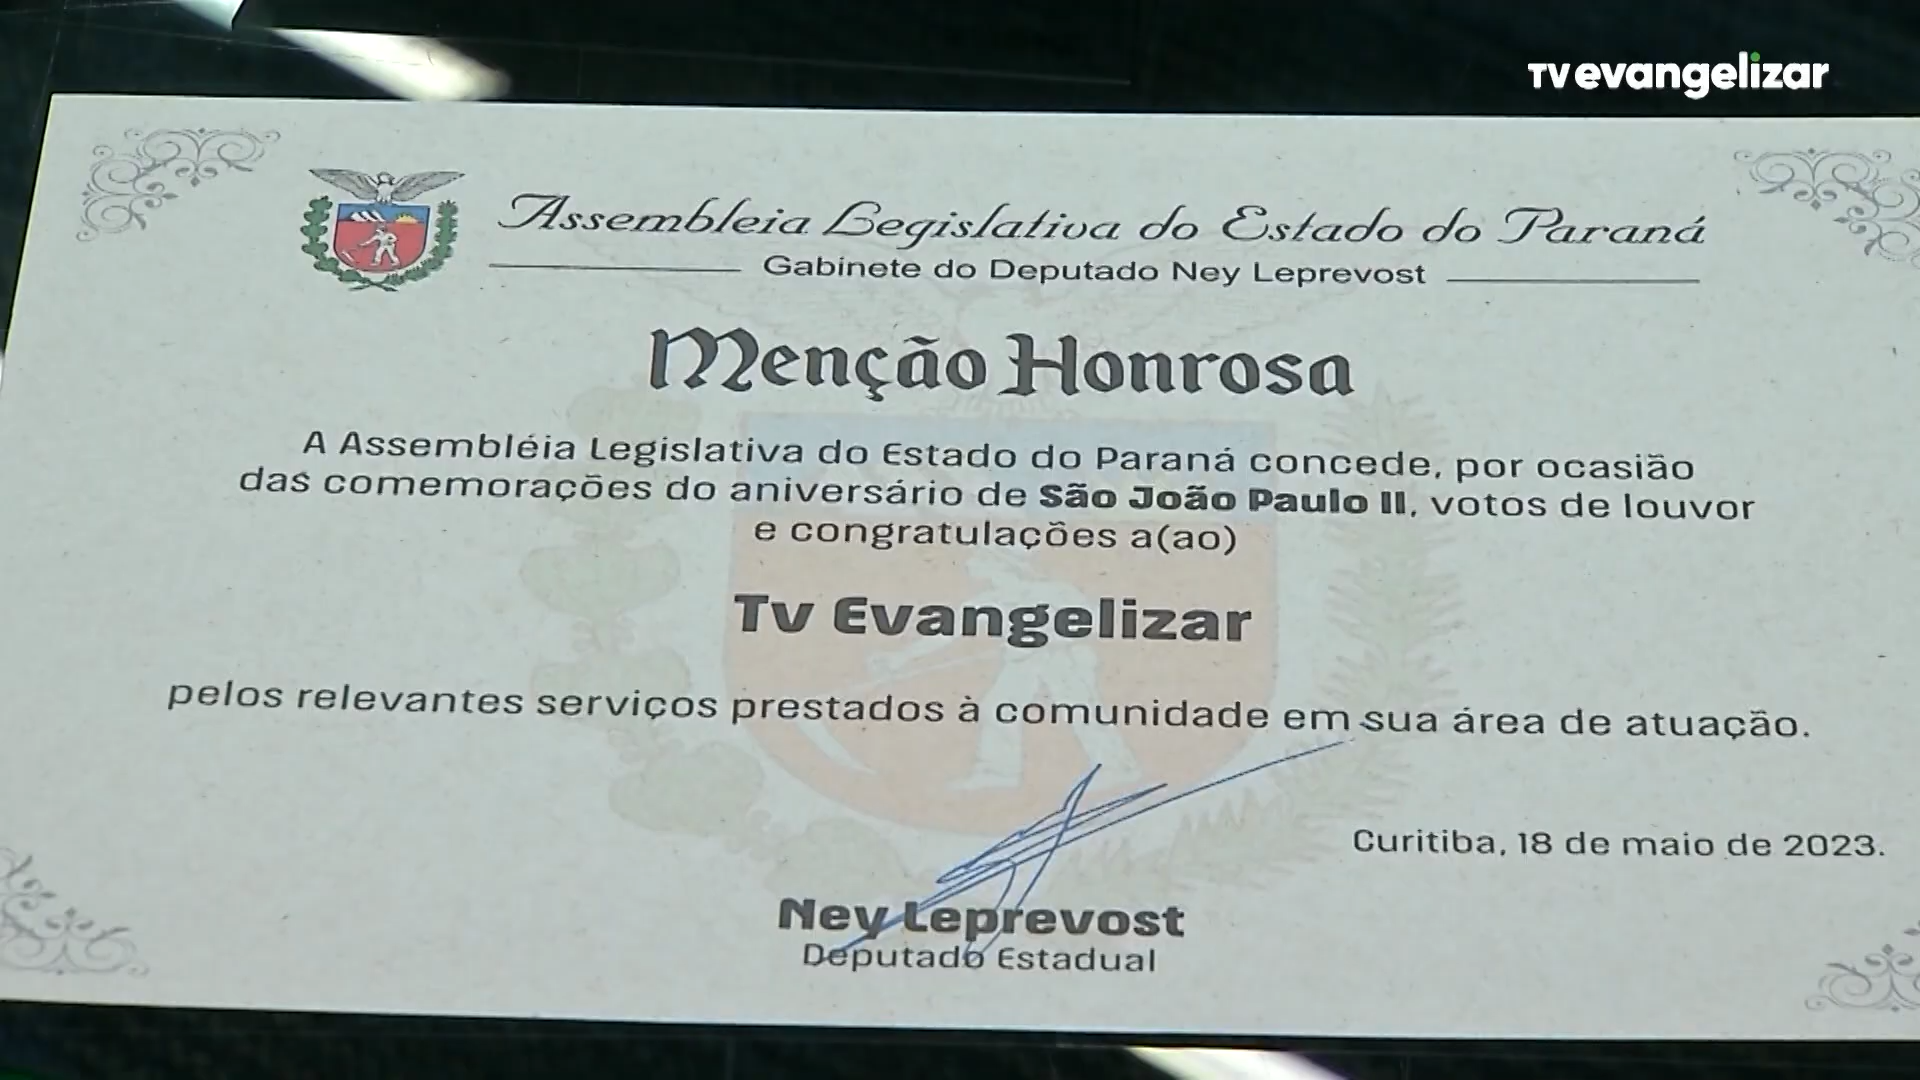 TV evangelizar
Assembleia Legislativa do Estado do Paraná
Gabinete do Deputado Ney Leprevost
Menção Honrosa
A Assembléia Legislativa do Estado do Paraná concede, por ocasião
das comemorações do aniversário de São João Paulo II, votos de louvor
e congratulações a(ao)
Tv Evangelizar
pelos relevantes serviços prestados à comunidade em sua área de atuação.
Curitiba, 18 de maio de 2023.
Ney Leprevost
Deputado Estadual